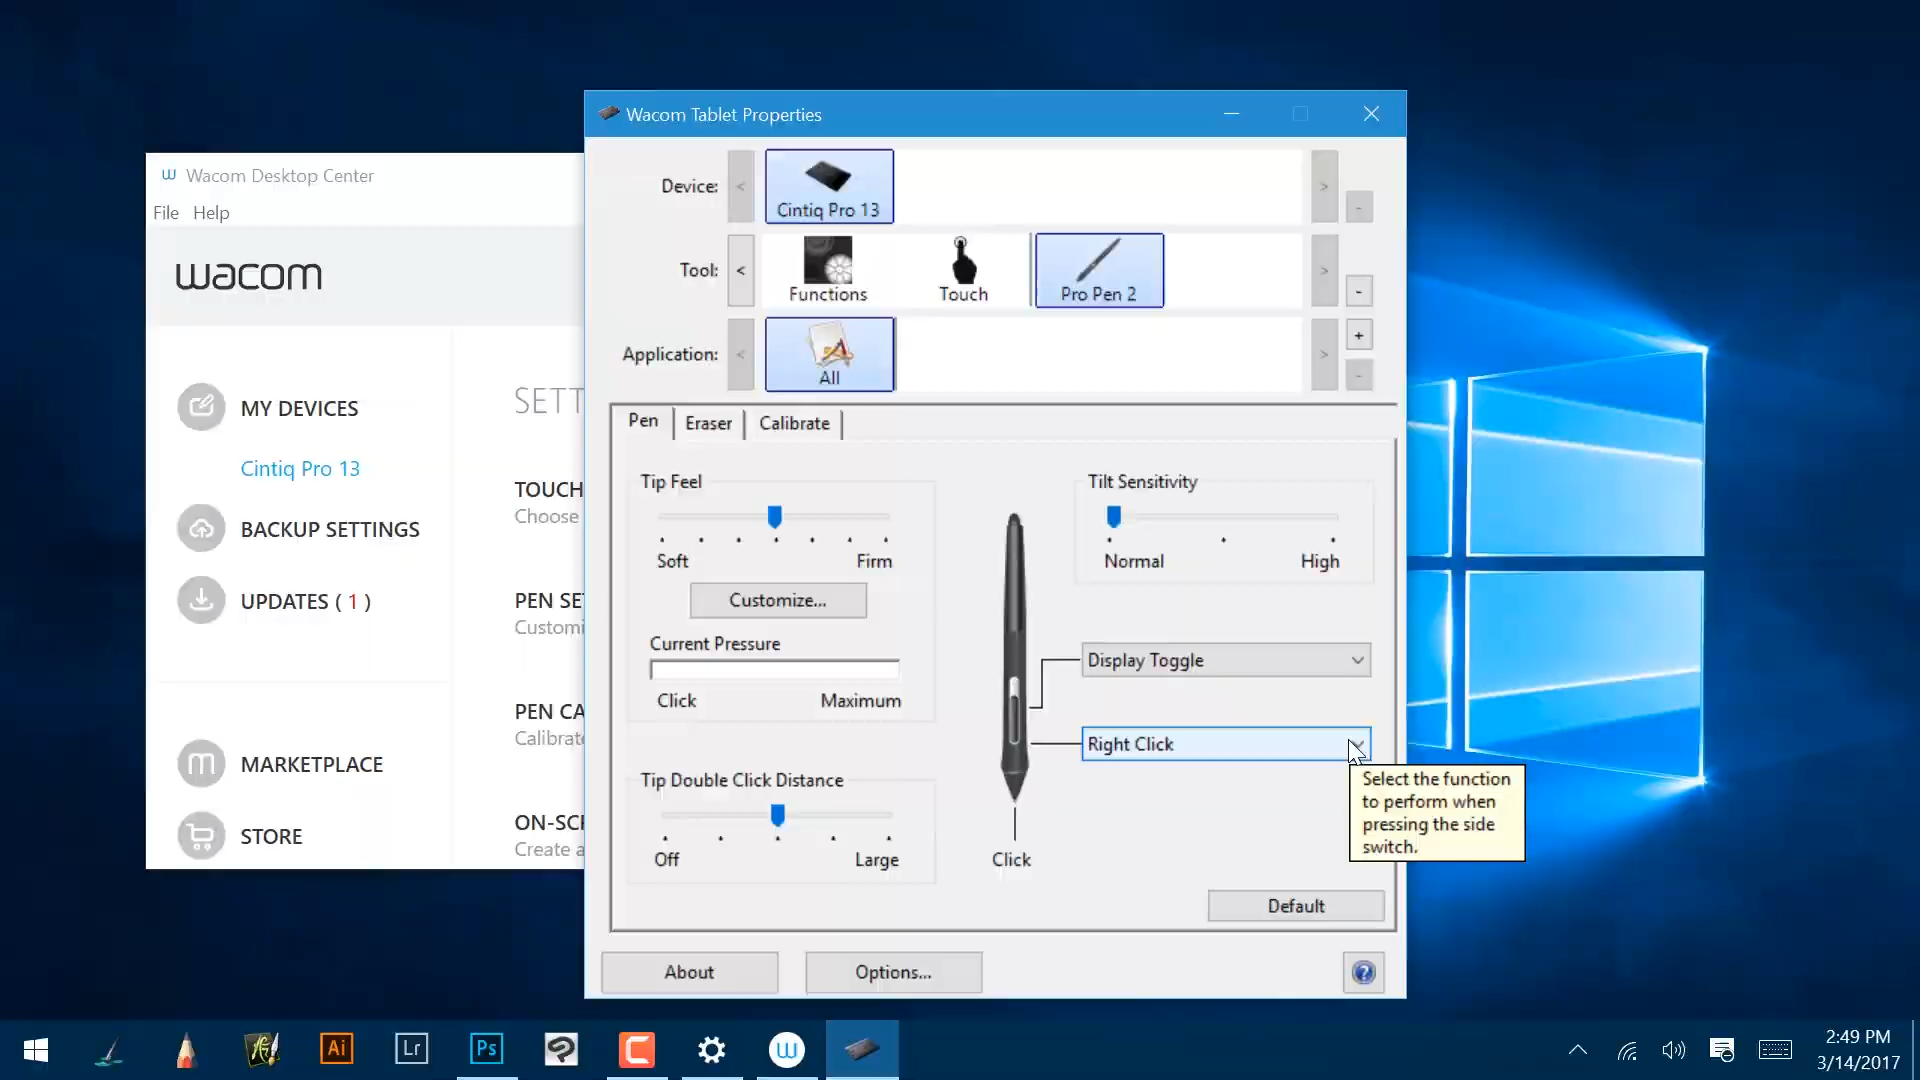 Wacom Tablet Properties
Wacom Desktop Center
File Help
wacom
MY DEVICES
Cintiq Pro 13
BACKUP SETTINGS
UPDATES ( 1 )
MARKETPLACE
STORE
SETT
TOUCH
Choose
PEN SE
Customi
PEN CA
Calibrat
ON-SC
Create a
Device:
<
Cintiq Pro 13
>
-
Tool:
<
Functions
Touch
Pro Pen 2
>
-
Application:
<
All
>
+
-
Pen
Eraser
Calibrate
Tip Feel
Soft
Firm
Customize...
Current Pressure
Click
Maximum
Tip Double Click Distance
Off
Large
Tilt Sensitivity
Normal
High
Display Toggle
Right Click
Click
Select the function
to perform when
pressing the side
switch.
Default
About
Options...
?
Ai
Lr
Ps
2:49 PM
3/14/2017